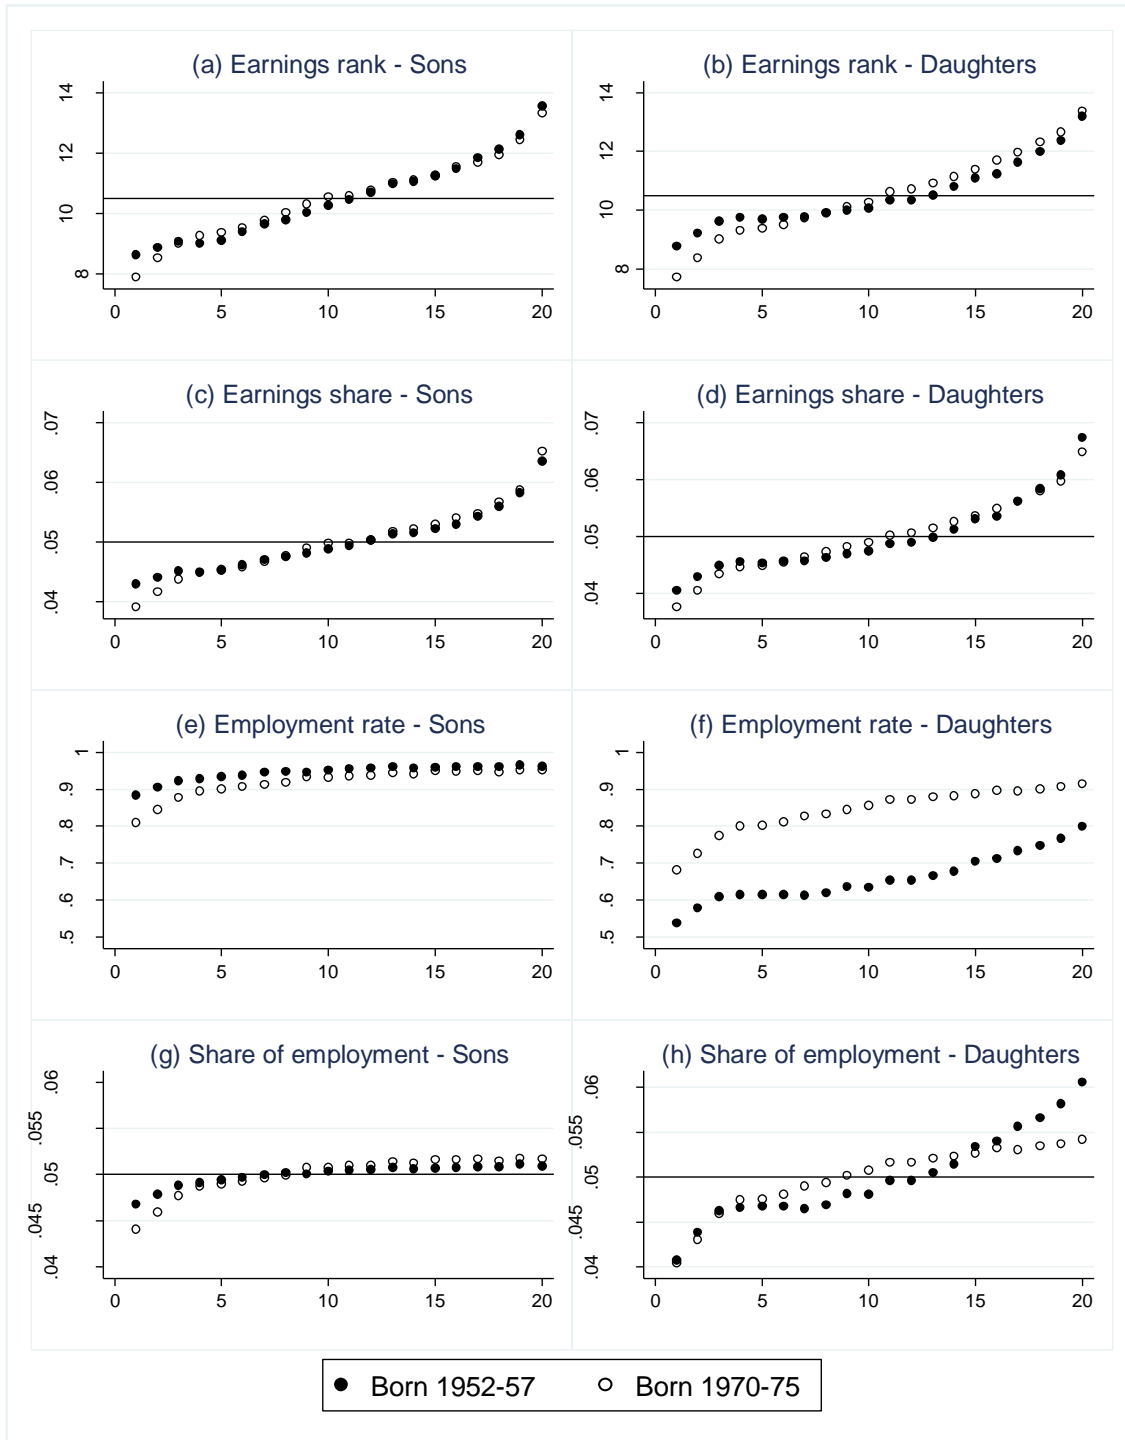 (a) Earnings rank - Sons
14
12
10
8
0 5 10 15 20
(b) Earnings rank - Daughters
14
12
10
8
0 5 10 15 20
(c) Earnings share - Sons
.07
.06
.05
.04
0 5 10 15 20
(d) Earnings share - Daughters
.07
.06
.05
.04
0 5 10 15 20
(e) Employment rate - Sons
1
.9
.8
.7
.6
.5
0 5 10 15 20
(f) Employment rate - Daughters
1
.9
.8
.7
.6
.5
0 5 10 15 20
(g) Share of employment - Sons
.06
.055
.05
.045
.04
0 5 10 15 20
(h) Share of employment - Daughters
.06
.055
.05
.045
.04
0 5 10 15 20
Born 1952-57 Born 1970-75